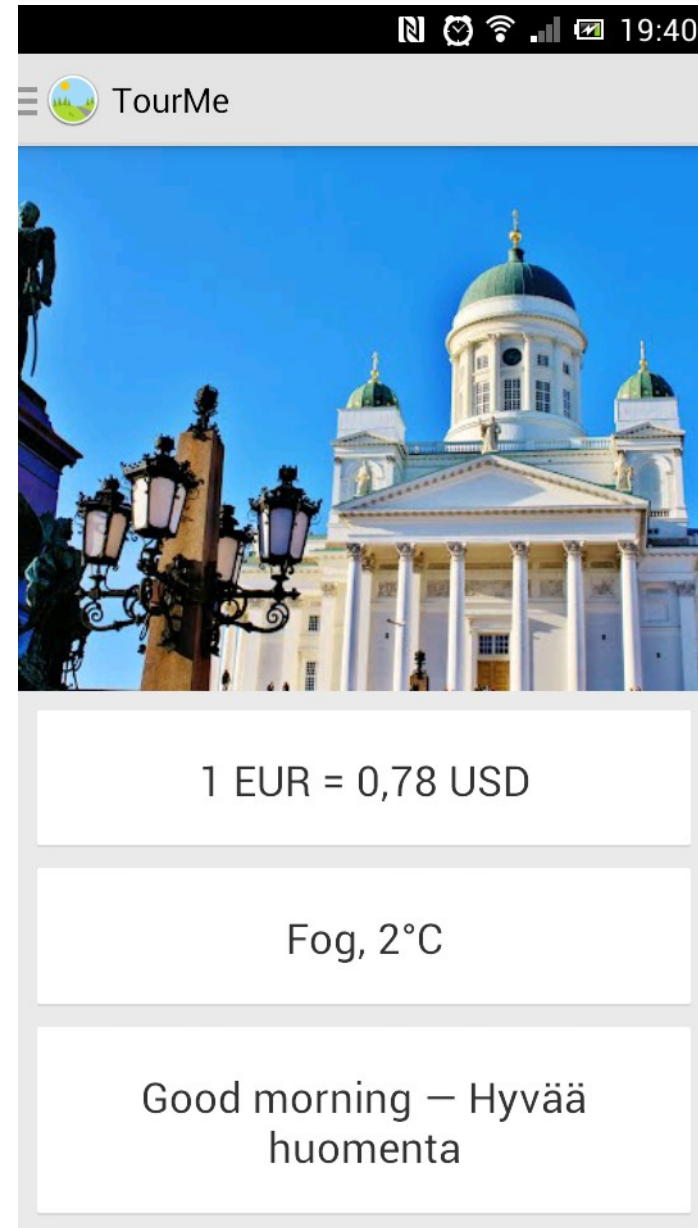 19:40
TourMe
1 EUR = 0,78 USD
Fog, 2°C
Good morning — Hyvää
huomenta